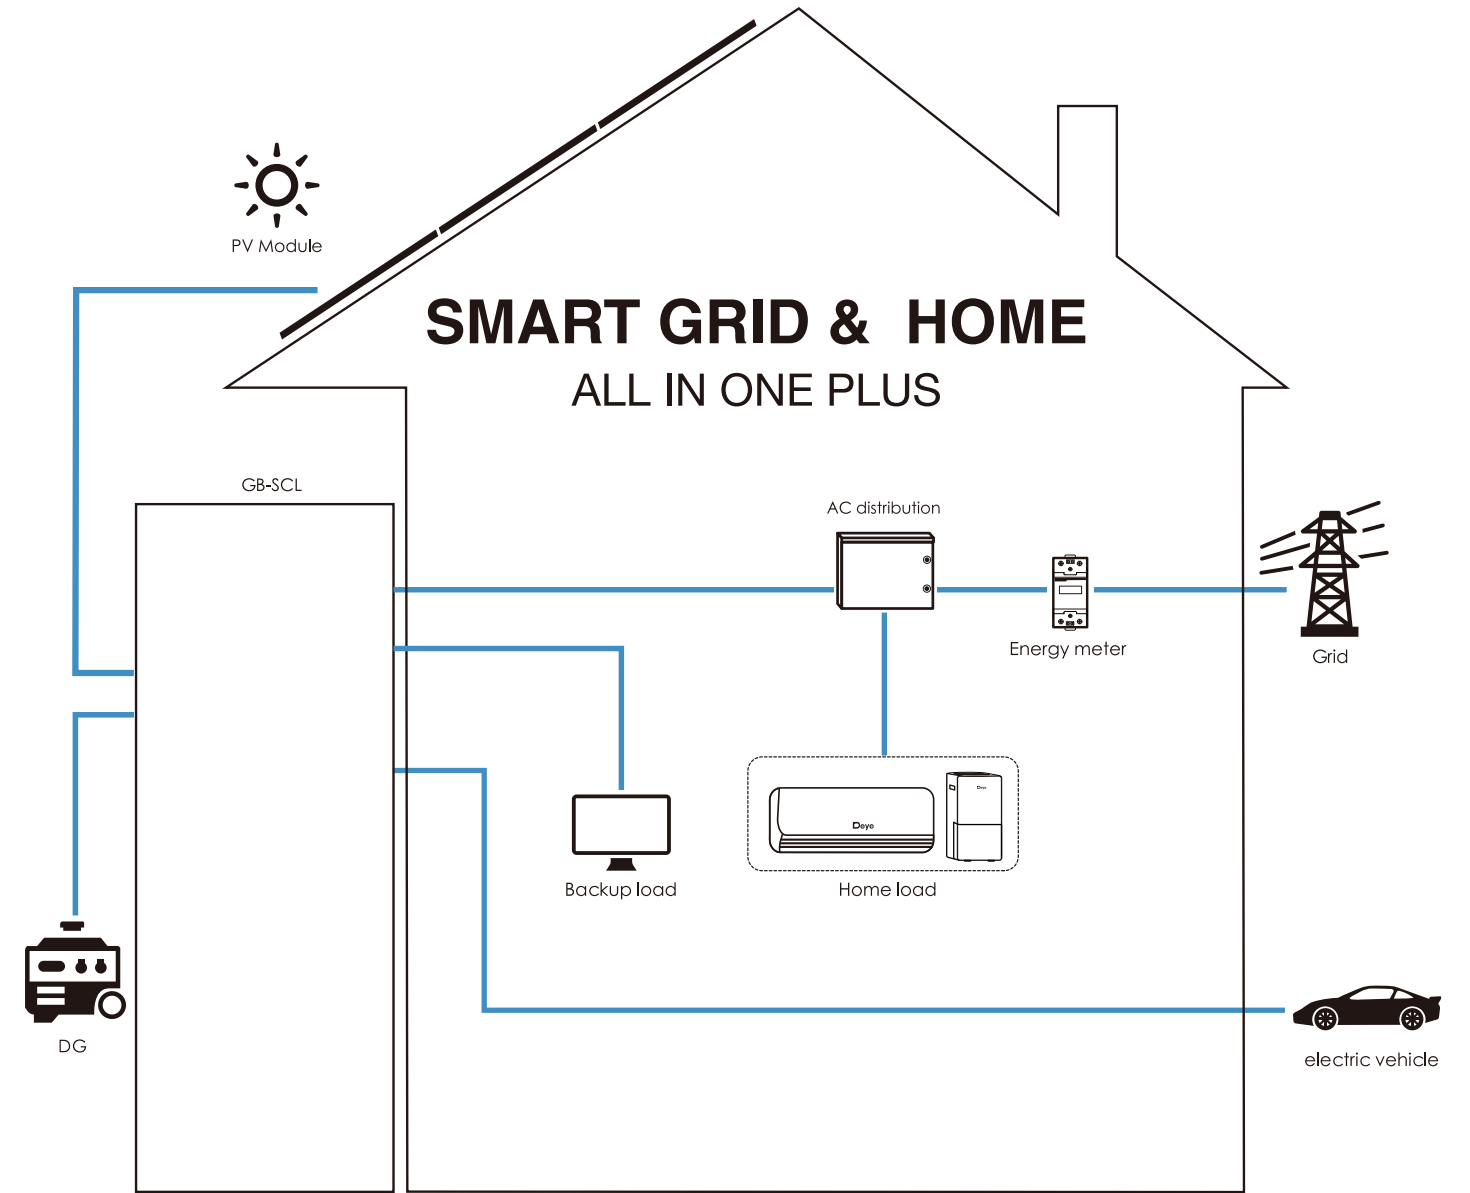 PV Module
SMART GRID & HOME
ALL IN ONE PLUS
GB-SCL
AC distribution
Energy meter
Grid
Deye
Deye
Backup load
Home load
DG
electric vehicle